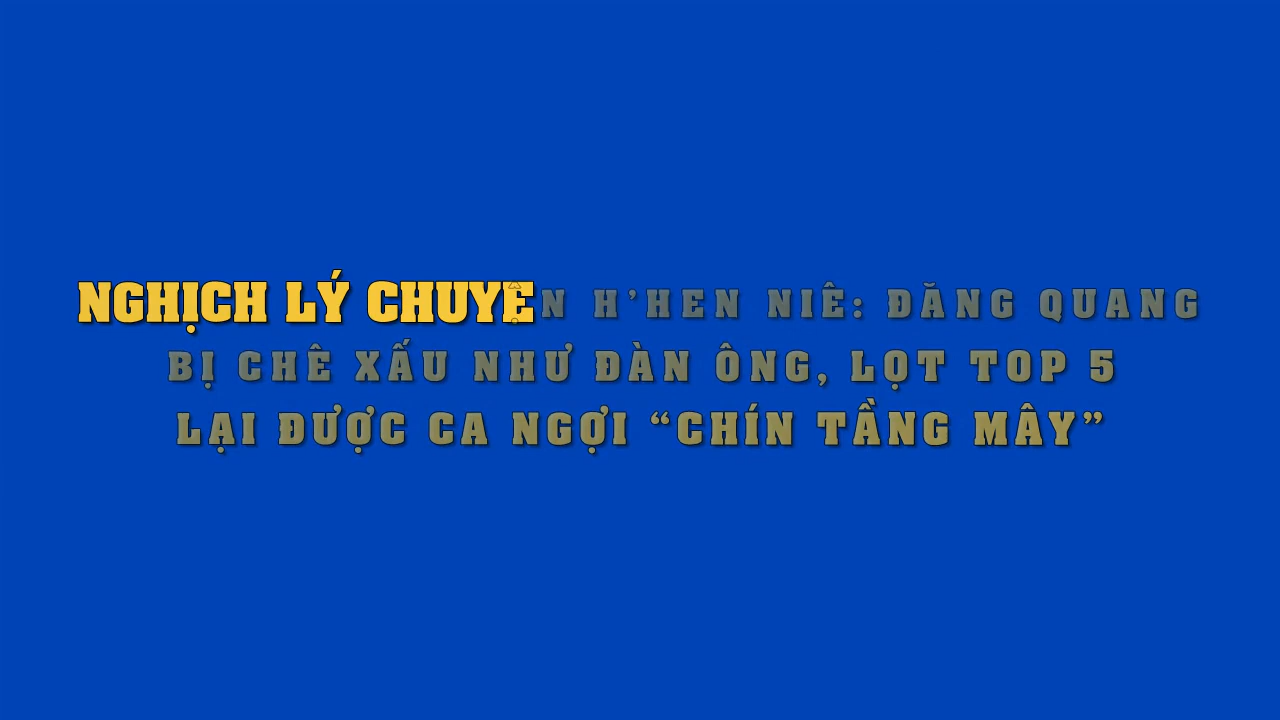 NGHỊCH LÝ CHUYỆN H’HEN NIÊ: ĐĂNG QUANG
BỊ CHÊ XẤU NHƯ ĐÀN ÔNG, LỌT TOP 5
LẠI ĐƯỢC CA NGỢI “CHÍN TẦNG MÂY”